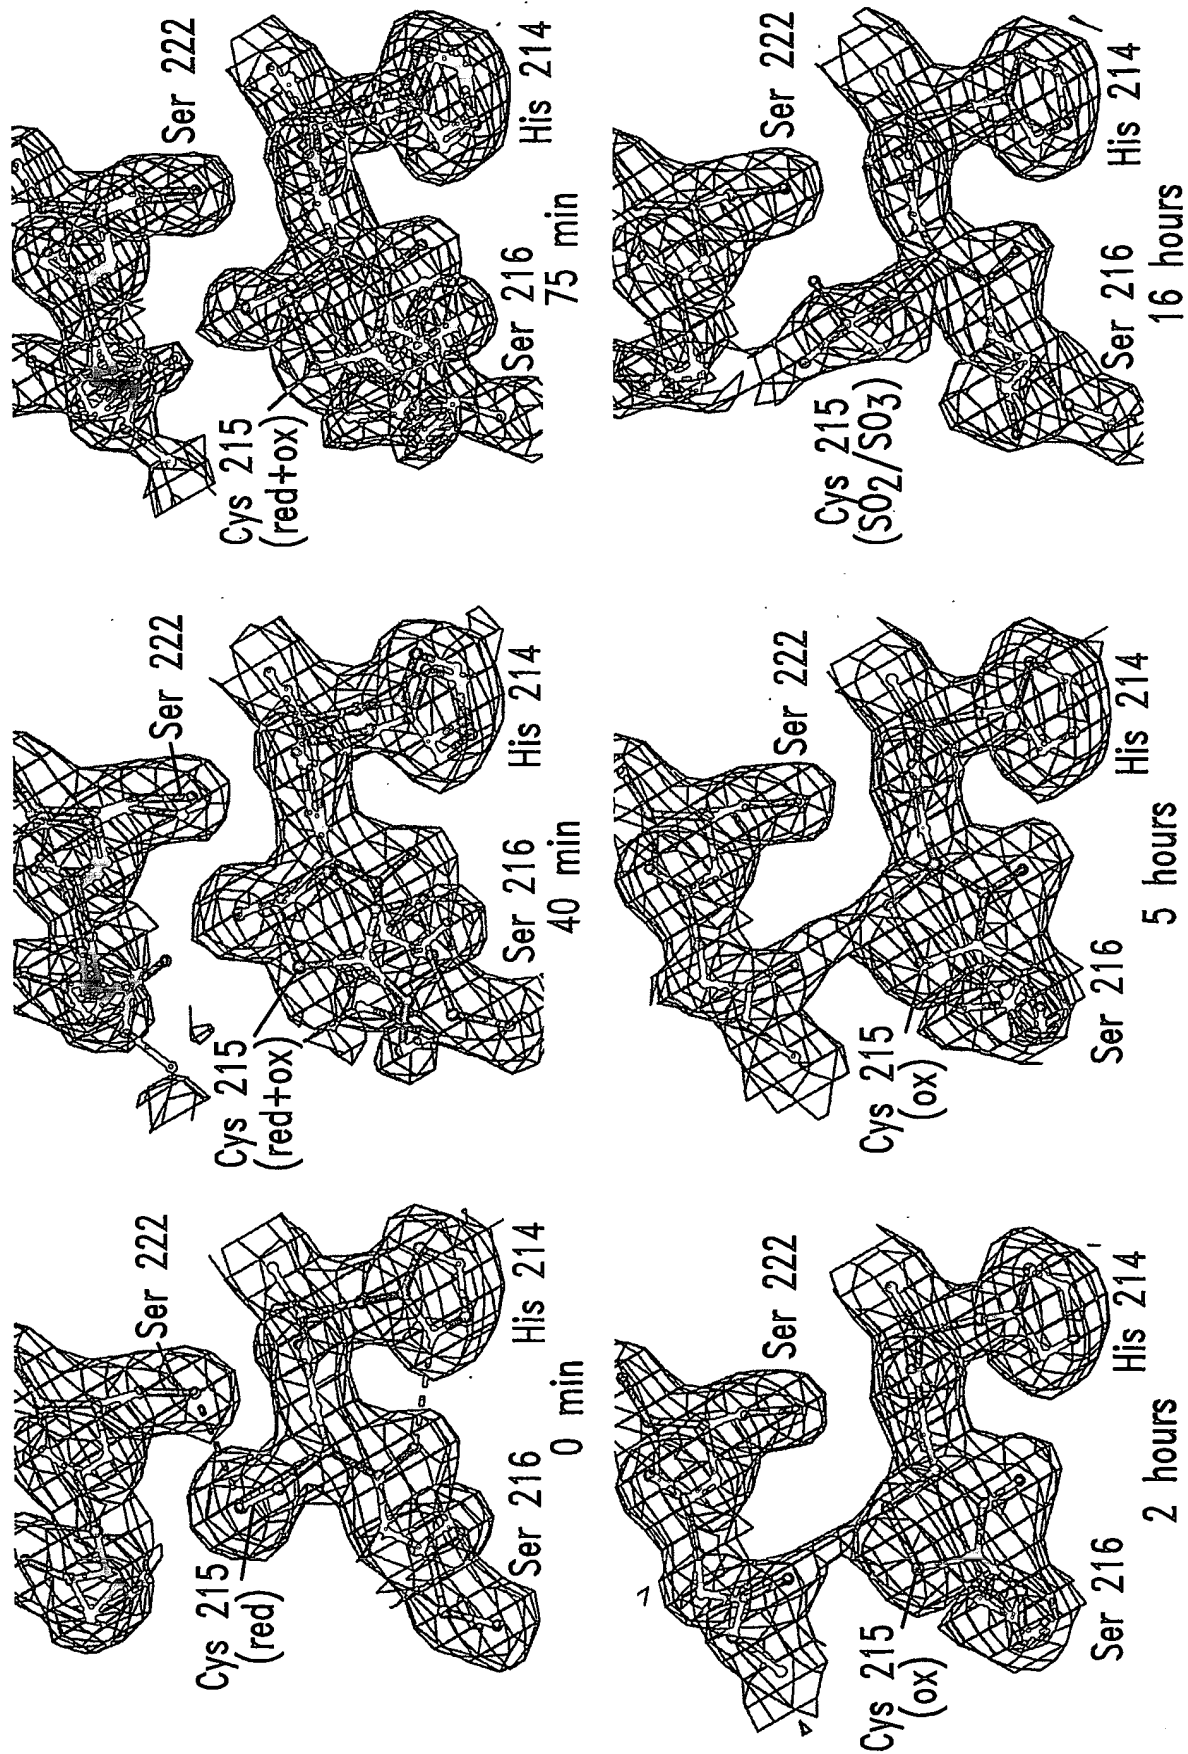 Ser 222
Cys 215
(red)
Ser 216
His 214
0 min
Ser 222
Cys 215
(red+ox)
Ser 216
His 214
40 min
Ser 222
Cys 215
(red+ox)
Ser 216
His 214
75 min
Ser 222
Cys 215
(ox)
Ser 216
His 214
2 hours
Ser 222
Cys 215
(ox)
Ser 216
His 214
5 hours
Ser 222
Cys 215
(SO2/SO3)
Ser 216
His 214
16 hours